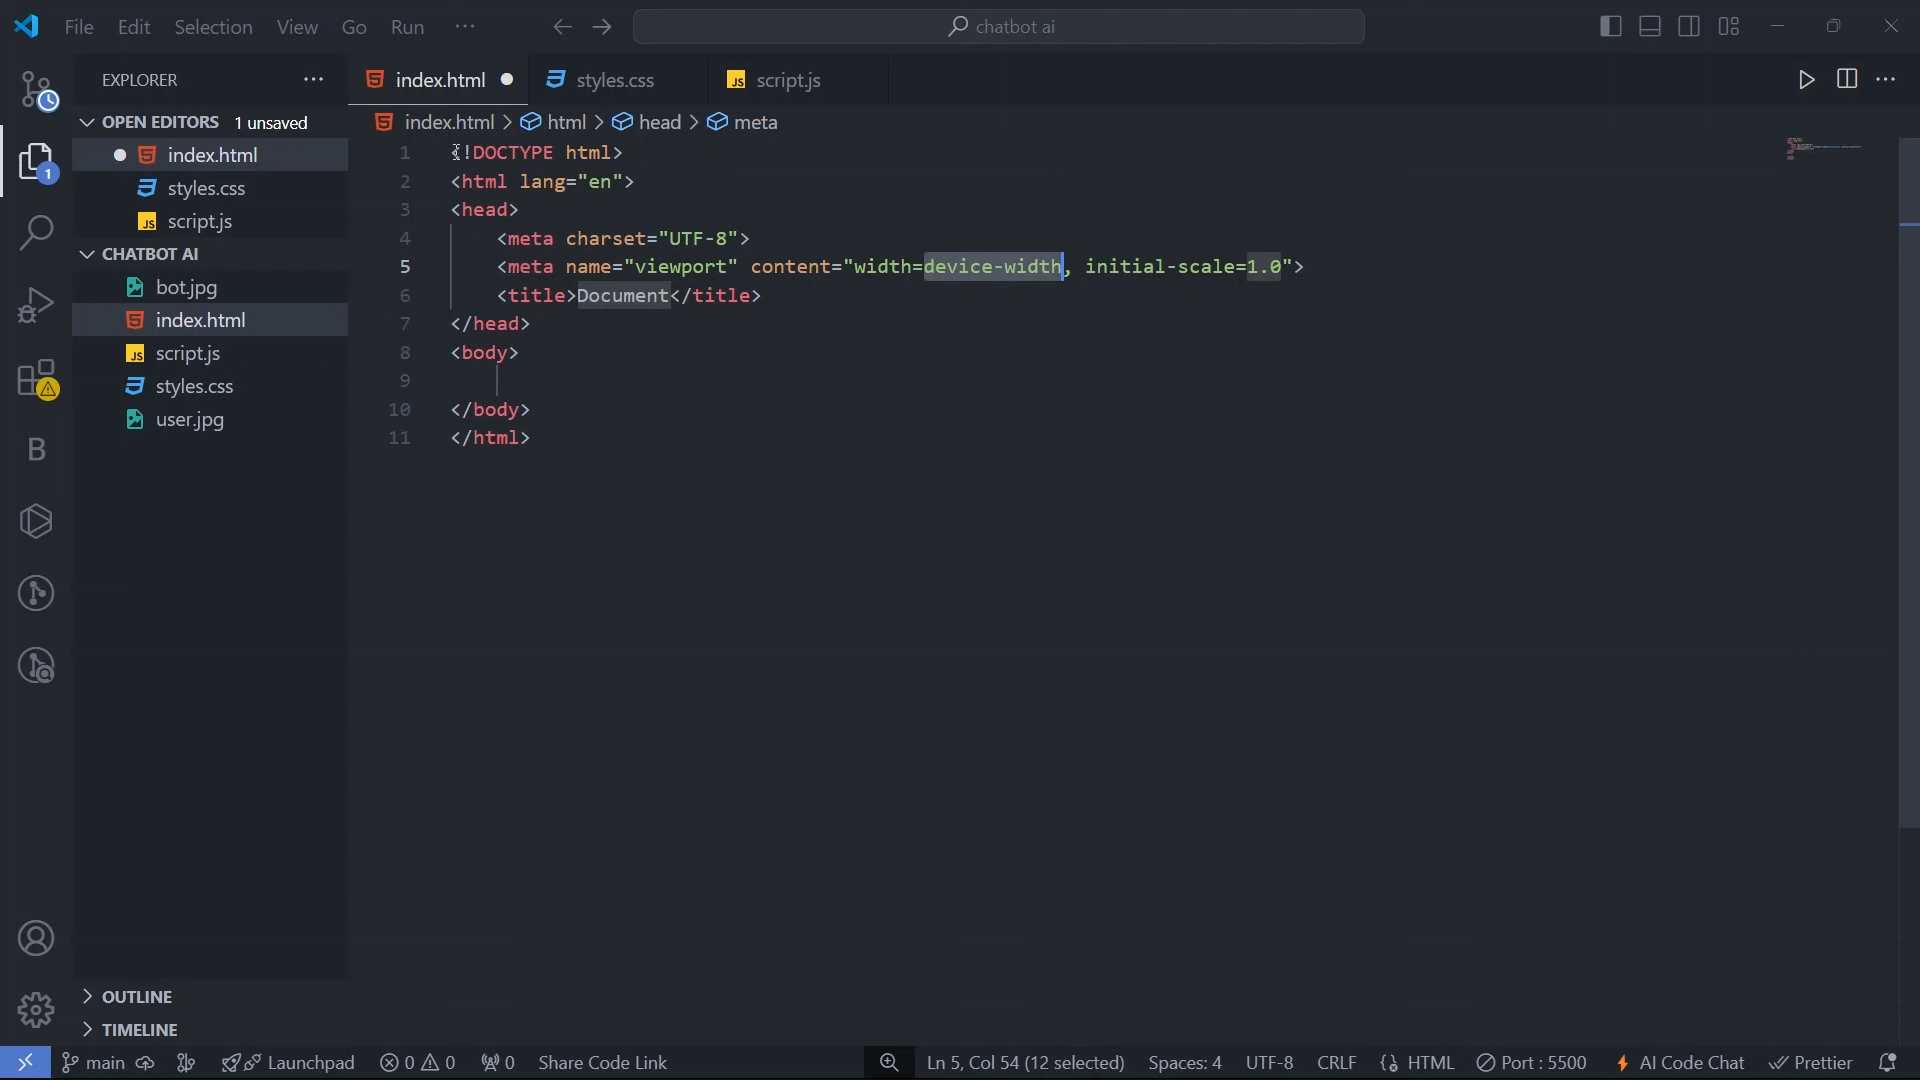 File Edit Selection View Go Run ···
chatbot ai
EXPLORER ···
index.html
styles.css
JS script.js
OPEN EDITORS 1 unsaved
index.html > html > head > meta
index.html
styles.css
JS script.js
CHATBOT AI
bot.jpg
index.html
JS script.js
styles.css
user.jpg
1
B
1 <!DOCTYPE html>
2 <html lang="en">
3 <head>
4 <meta charset="UTF-8">
5 <meta name="viewport" content="width=device-width, initial-scale=1.0">
6 <title>Document</title>
7 </head>
8 <body>
9
10 </body>
11 </html>
OUTLINE
TIMELINE
main Launchpad 0 0 0 Share Code Link Ln 5, Col 54 (12 selected) Spaces: 4 UTF-8 CRLF {} HTML Port : 5500 AI Code Chat Prettier